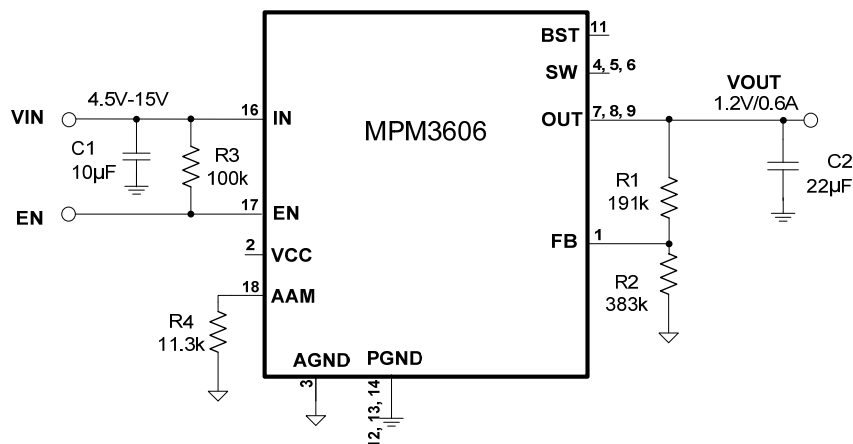 BST
11
SW
4, 5, 6
VIN
4.5V-15V
16
IN
MPM3606
OUT
7, 8, 9
VOUT
1.2V/0.6A
C1
10µF
R3
100k
R1
191k
C2
22µF
EN
17
EN
2
VCC
FB
1
18
AAM
R2
383k
R4
11.3k
AGND
PGND
3
12, 13, 14